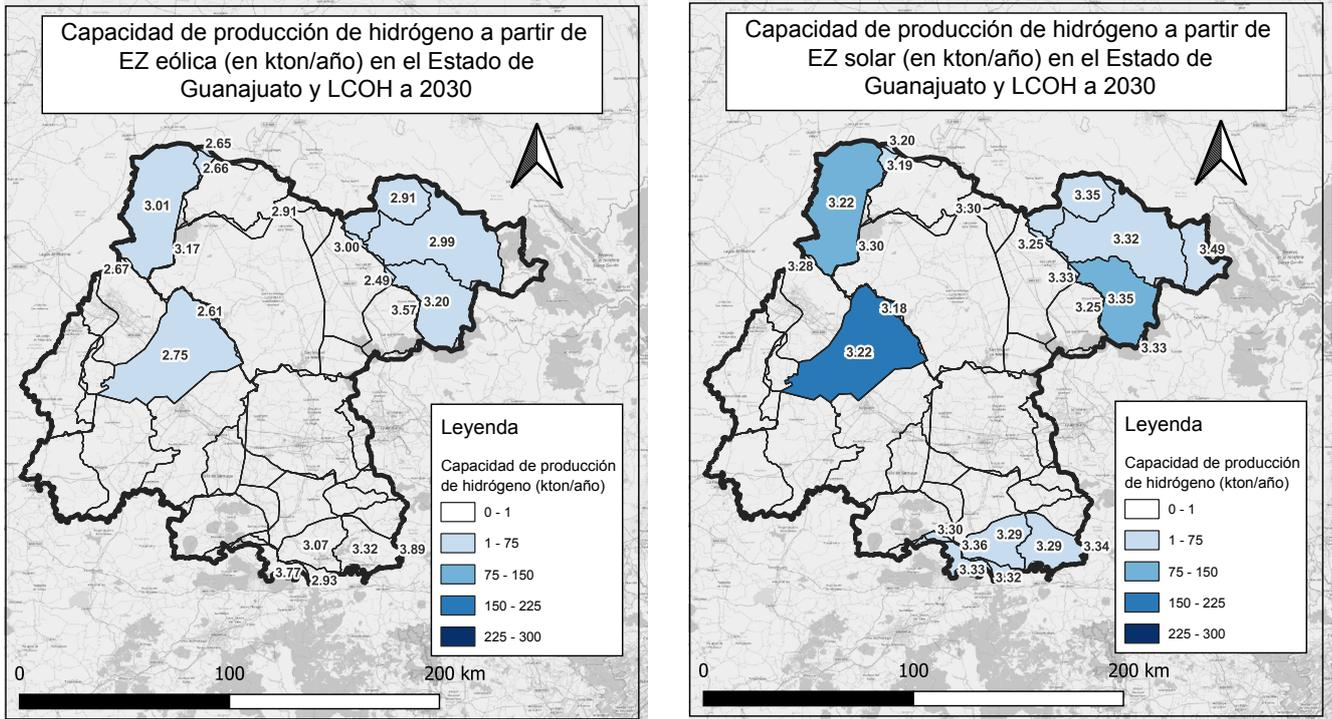 Capacidad de producción de hidrógeno a partir de
EZ eólica (en kton/año) en el Estado de
Guanajuato y LCOH a 2030
2.65
2.66
3.01
2.91
2.91
3.17
3.00
2.99
2.67
2.49
3.20
2.61
3.57
2.75
3.07
3.32
3.89
3.77
2.93
Leyenda
Capacidad de producción
de hidrógeno (kton/año)
0 - 1
1 - 75
75 - 150
150 - 225
225 - 300
0
100
200 km
Capacidad de producción de hidrógeno a partir de
EZ solar (en kton/año) en el Estado de
Guanajuato y LCOH a 2030
3.20
3.19
3.22
3.35
3.30
3.30
3.25
3.32
3.49
3.28
3.33
3.35
3.18
3.25
3.22
3.33
3.30
3.36
3.29
3.29
3.34
3.33
3.32
Leyenda
Capacidad de producción
de hidrógeno (kton/año)
0 - 1
1 - 75
75 - 150
150 - 225
225 - 300
0
100
200 km